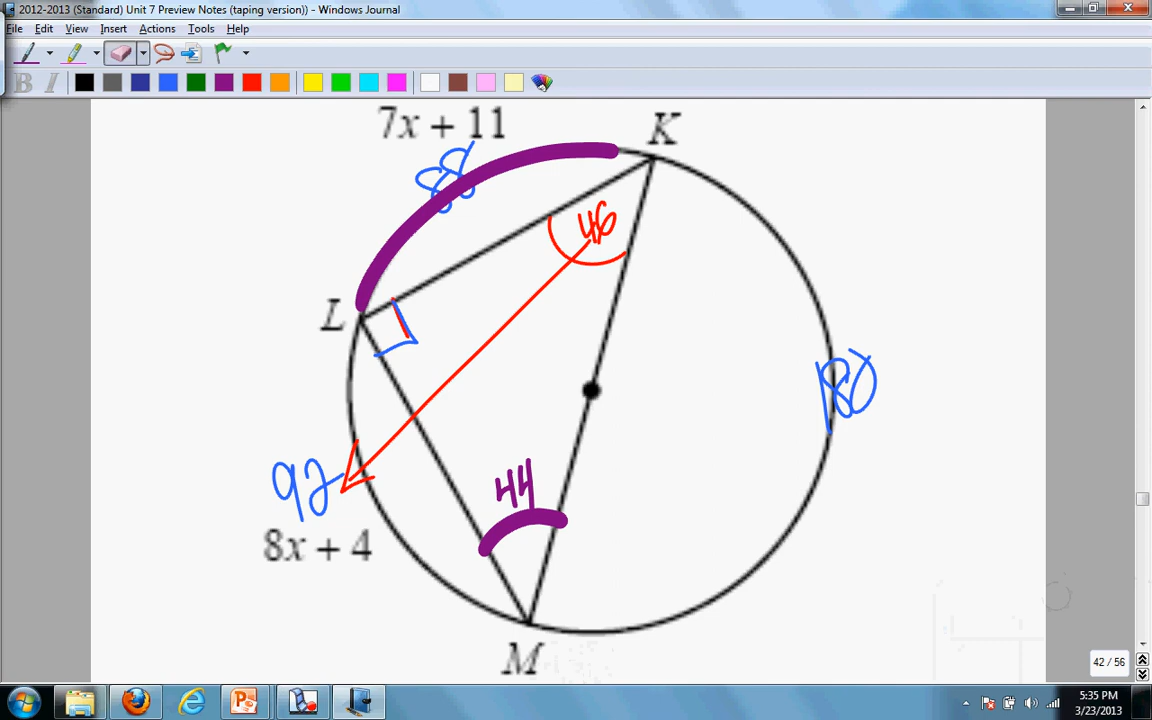 2012-2013 (Standard) Unit 7 Preview Notes (taping version)) - Windows Journal
File Edit View Insert Actions Tools Help
B I
7x + 11
K
88
46
L
180
92
44
8x + 4
M
42 / 56
5:35 PM
3/23/2013